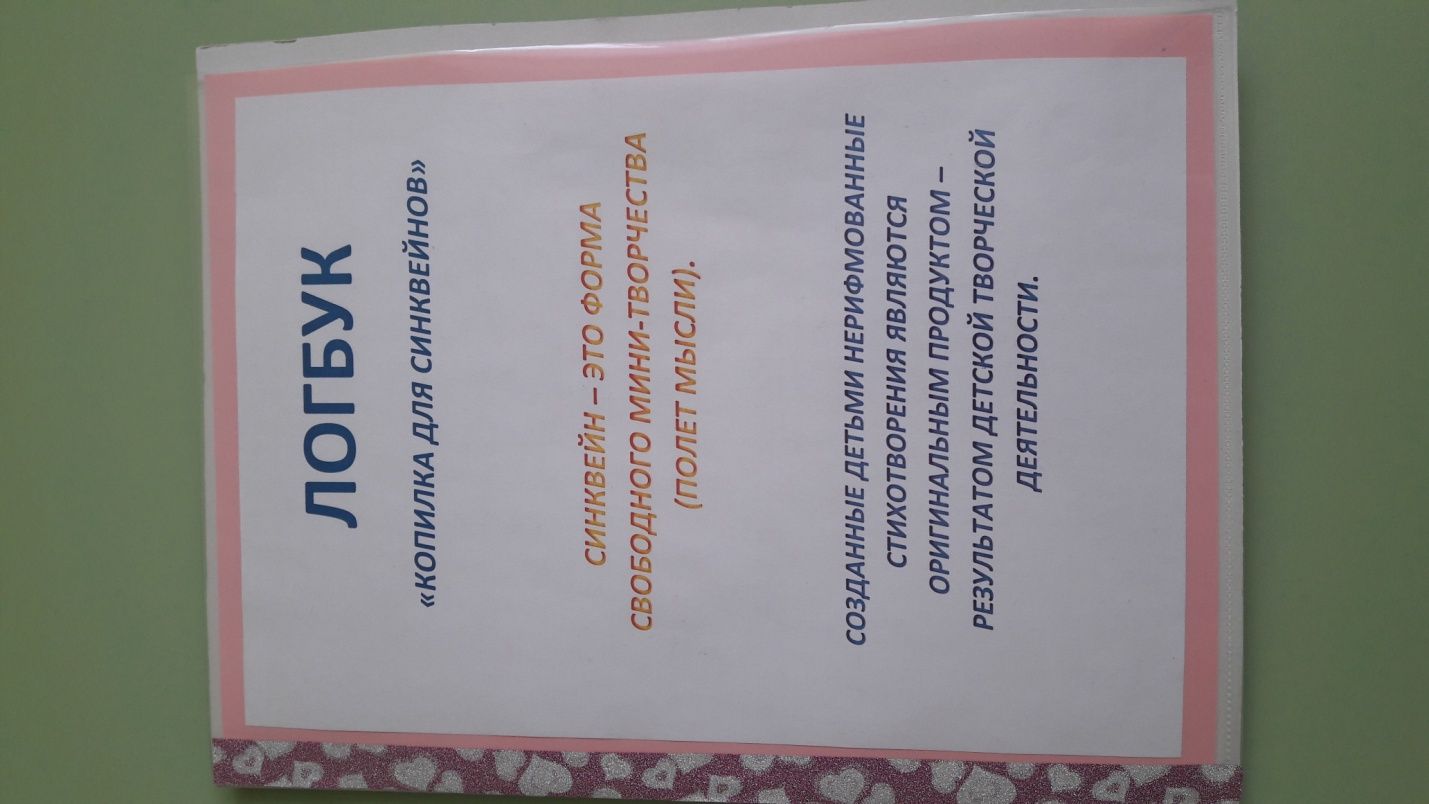 ЛОГБУК
«КОПИЛКА ДЛЯ СИНКВЕЙНОВ»
СИНКВЕЙН – ЭТО ФОРМА
СВОБОДНОГО МИНИ-ТВОРЧЕСТВА
(ПОЛЕТ МЫСЛИ).
СОЗДАННЫЕ ДЕТЬМИ НЕРИФМОВАННЫЕ
СТИХОТВОРЕНИЯ ЯВЛЯЮТСЯ
ОРИГИНАЛЬНЫМ ПРОДУКТОМ –
РЕЗУЛЬТАТОМ ДЕТСКОЙ ТВОРЧЕСКОЙ
ДЕЯТЕЛЬНОСТИ.